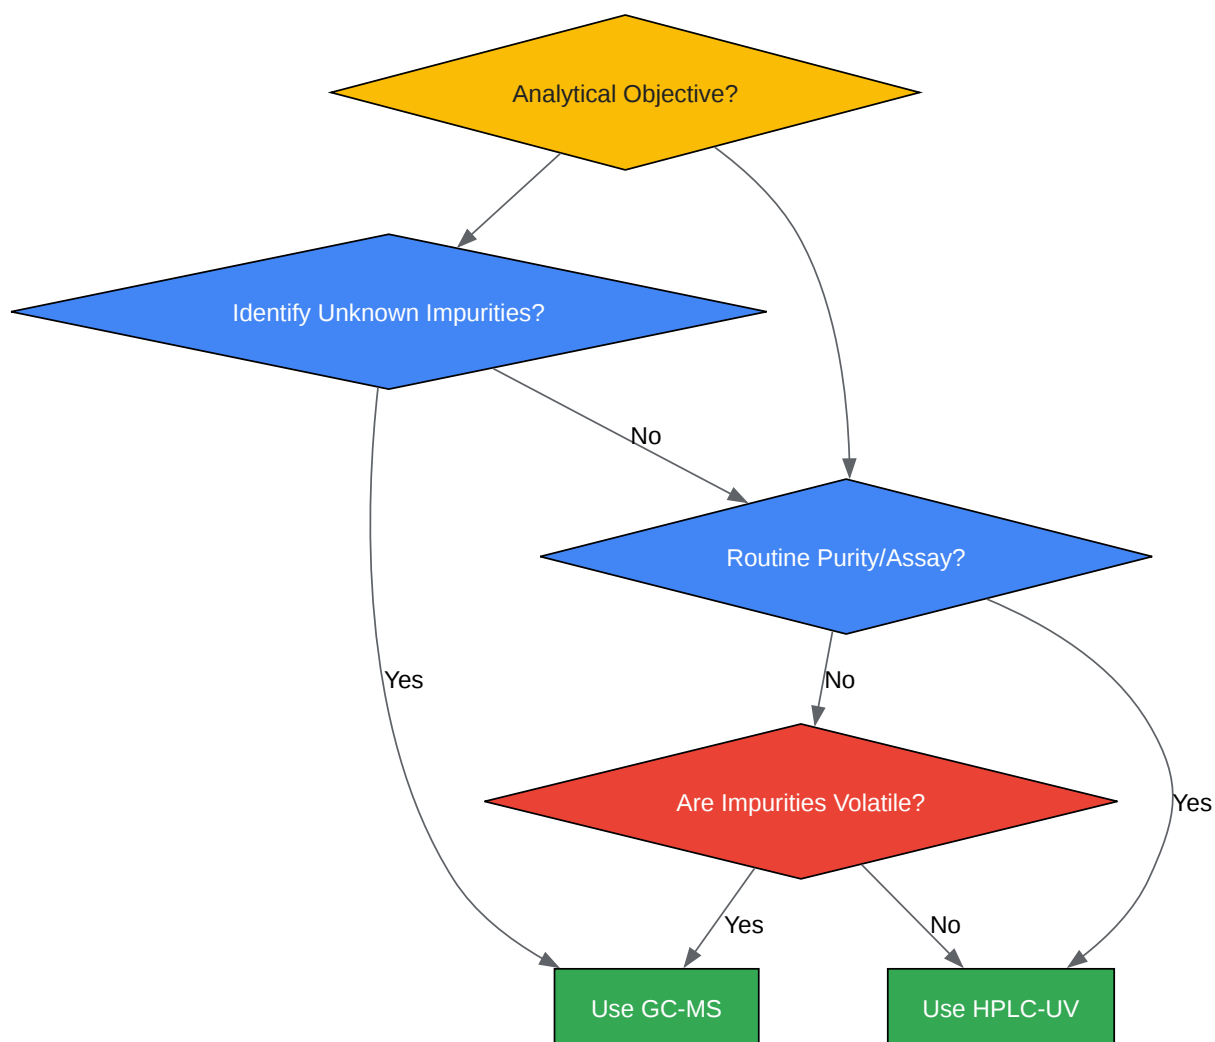 Analytical Objective?
Identify Unknown Impurities?
No
Routine Purity/Assay?
Yes
No
Are Impurities Volatile?
Yes
Yes
No
Use GC-MS
Use HPLC-UV